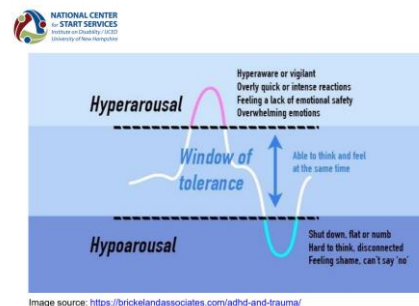 NATIONAL CENTER
for START SERVICES
Institute on Disability / UCED
University of New Hampshire
Hyperarousal
Hyperaware or vigilant
Overly quick or intense reactions
Feeling a lack of emotional safety
Overwhelming emotions
Window of
tolerance
Able to think and feel
at the same time
Hypoarousal
Shut down, flat or numb
Hard to think, disconnected
Feeling shame, can't say 'no'
Image source: https://brickelandassociates.com/adhd-and-trauma/